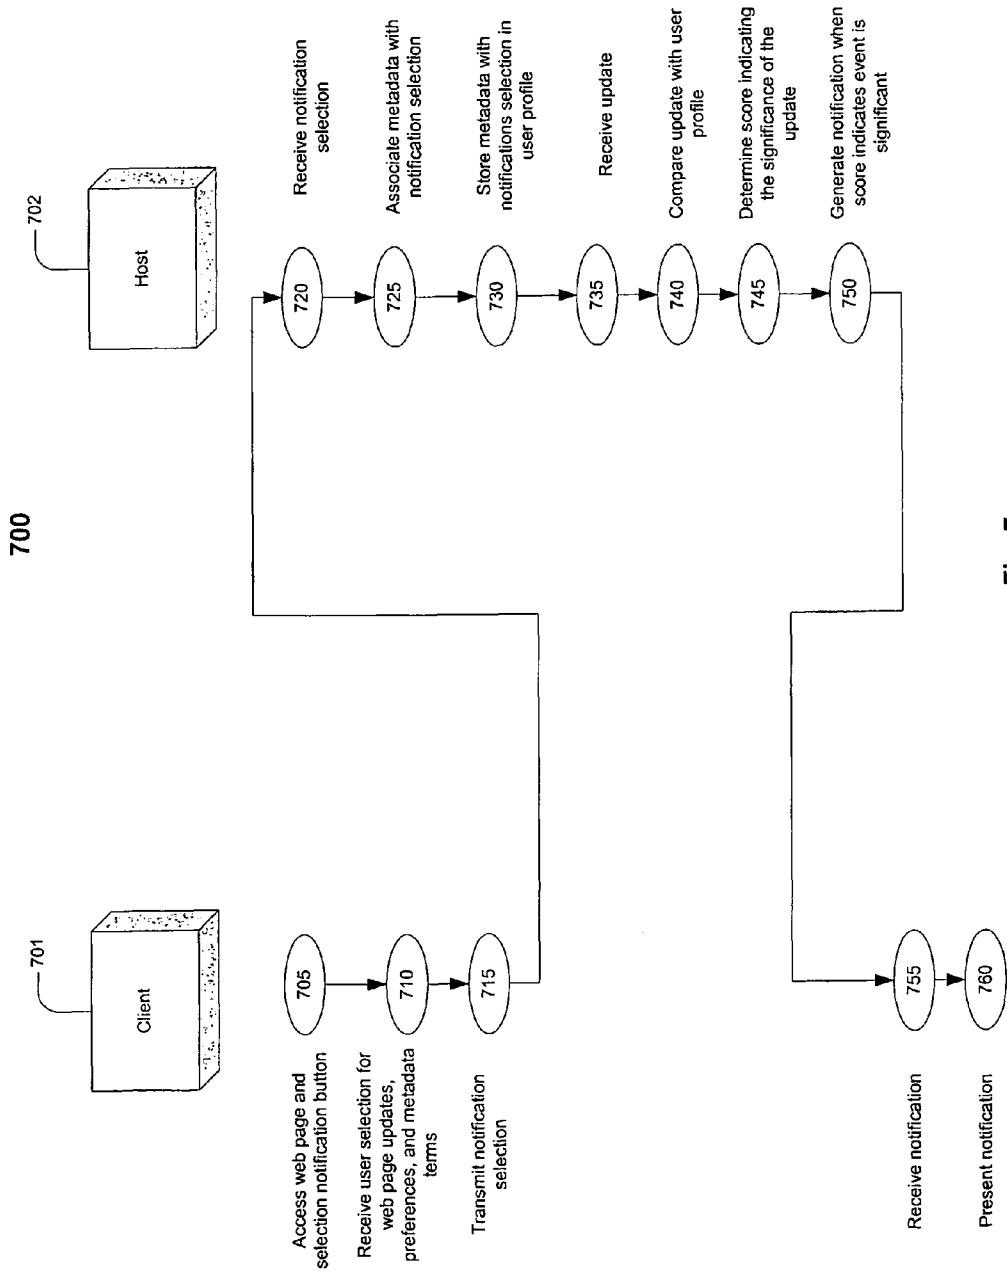 700
701
Client
702
Host
Access web page and
selection notification button
705
Receive user selection for
web page updates,
preferences, and metadata
terms
710
Transmit notification
selection
715
720
Receive notification
selection
725
Associate metadata with
notification selection
730
Store metadata with
notifications selection in
user profile
735
Receive update
740
Compare update with user
profile
745
Determine score indicating
the significance of the
update
750
Generate notification when
score indicates event is
significant
Receive notification
755
Present notification
760